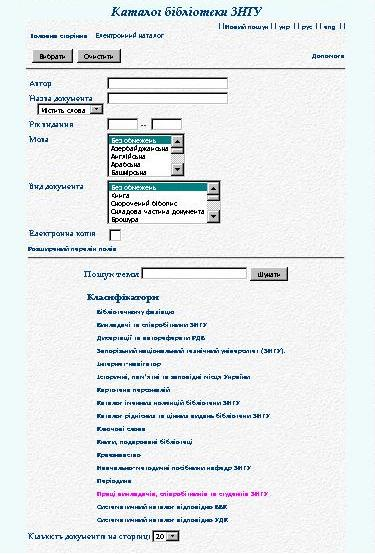 Каталог бібліотеки ЗНТУ
Новий пошук || укр || рус || eng ||
Головна сторінка Електронний каталог
Вибрати Очистити Допомога
Автор
Назва документа
Містить слова
Рік видання --
Мова
Без обмежень
Азербайджанська
Англійська
Арабська
Башкірська
Вид документа
Без обмежень
Книга
Скорочений бібопис
Складова частина документа
Брошура
Електронна копія
Розширений перелік полів
Пошук теми Шукати
Класифікатори
Бібліотечному фахівцю
Викладачі та співробітники ЗНТУ
Дисертації та автореферати РДВ
Запорізький національний технічний університет (ЗНТУ).
Інтернет-навігатор
Історичні, пам'ятні та заповідні місця України
Картотека персоналій
Каталог іменних колекцій бібліотеки ЗНТУ
Каталог рідкісних та цінних видань бібліотеки ЗНТУ
Ключові слова
Книги, подаровані бібліотеці
Краєзнавство
Навчально-методичні посібники кафедр ЗНТУ
Періодика
Праці викладачів, співробітників та студентів ЗНТУ
Систематичний каталог відповідно ББК
Систематичний каталог відповідно УДК
Кількість документів на сторінці 20